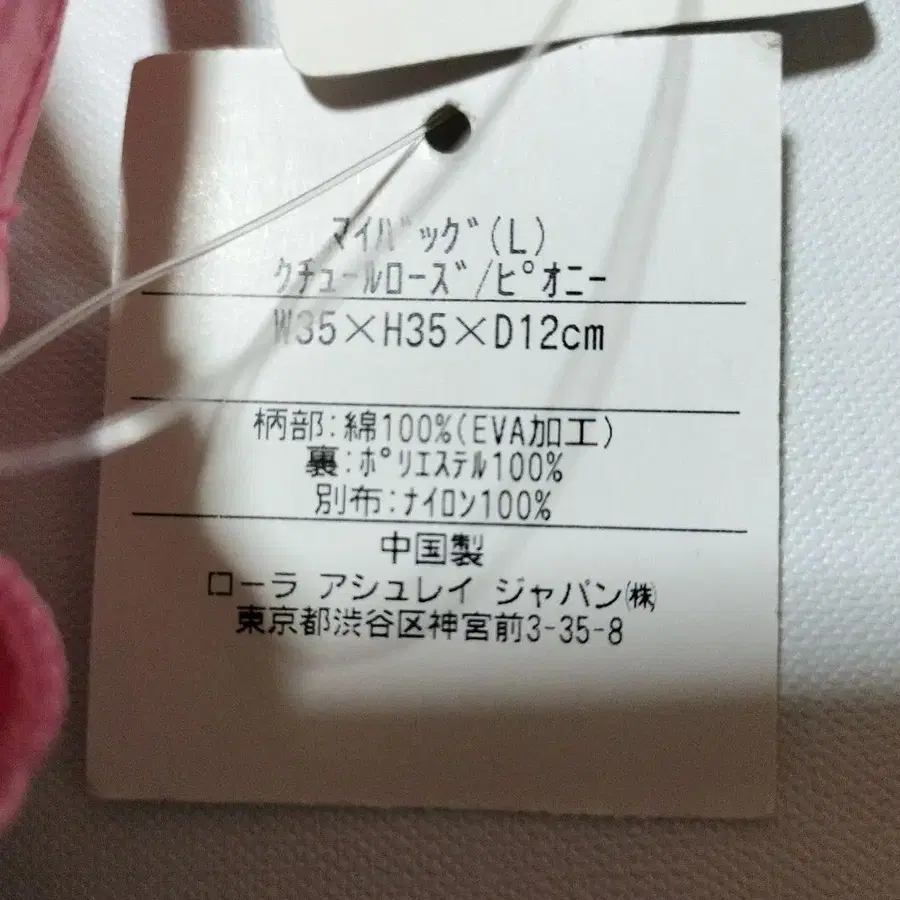 マイバッグ(L)
クチュールローズ/ピオニー
W35×H35×D12cm
柄部:綿100%(EVA加工)
裏:ポリエステル100%
別布:ナイロン100%
中国製
ローラ アシュレイ ジャパン㈱
東京都渋谷区神宮前3-35-8